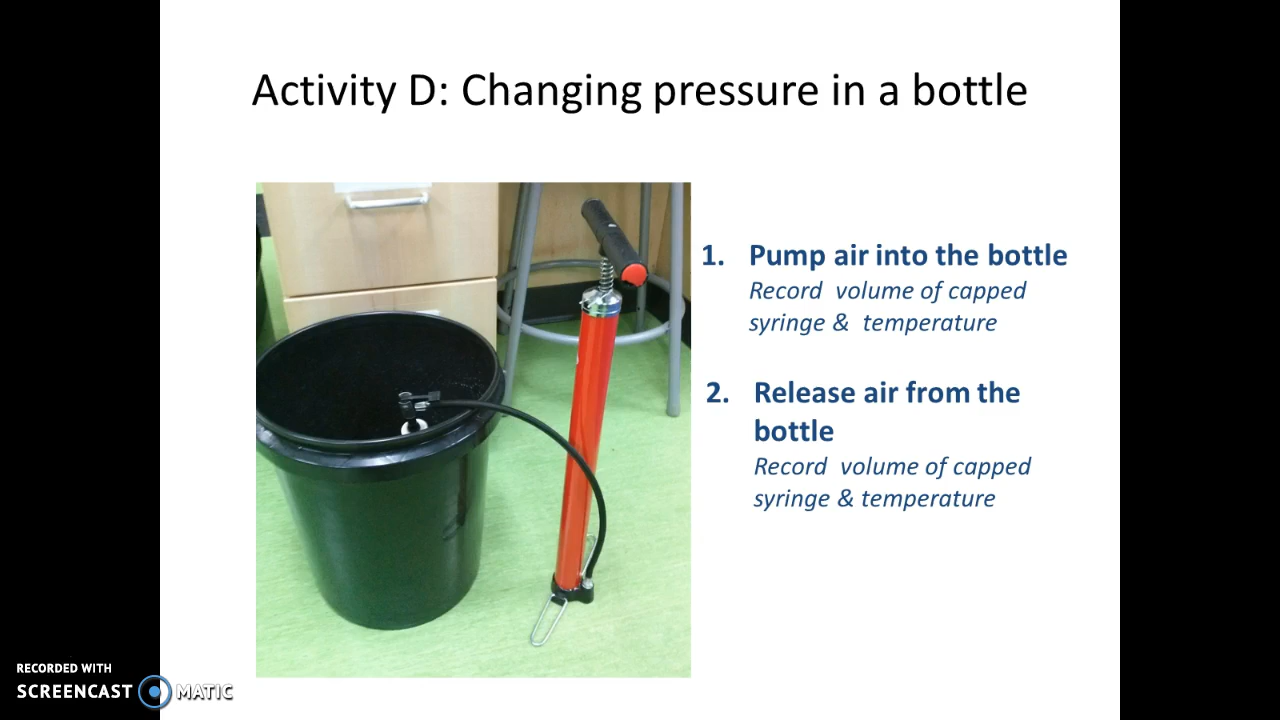 Activity D: Changing pressure in a bottle
1. Pump air into the bottle
Record volume of capped
syringe & temperature
2. Release air from the
bottle
Record volume of capped
syringe & temperature
RECORDED WITH
SCREENCAST MATIC